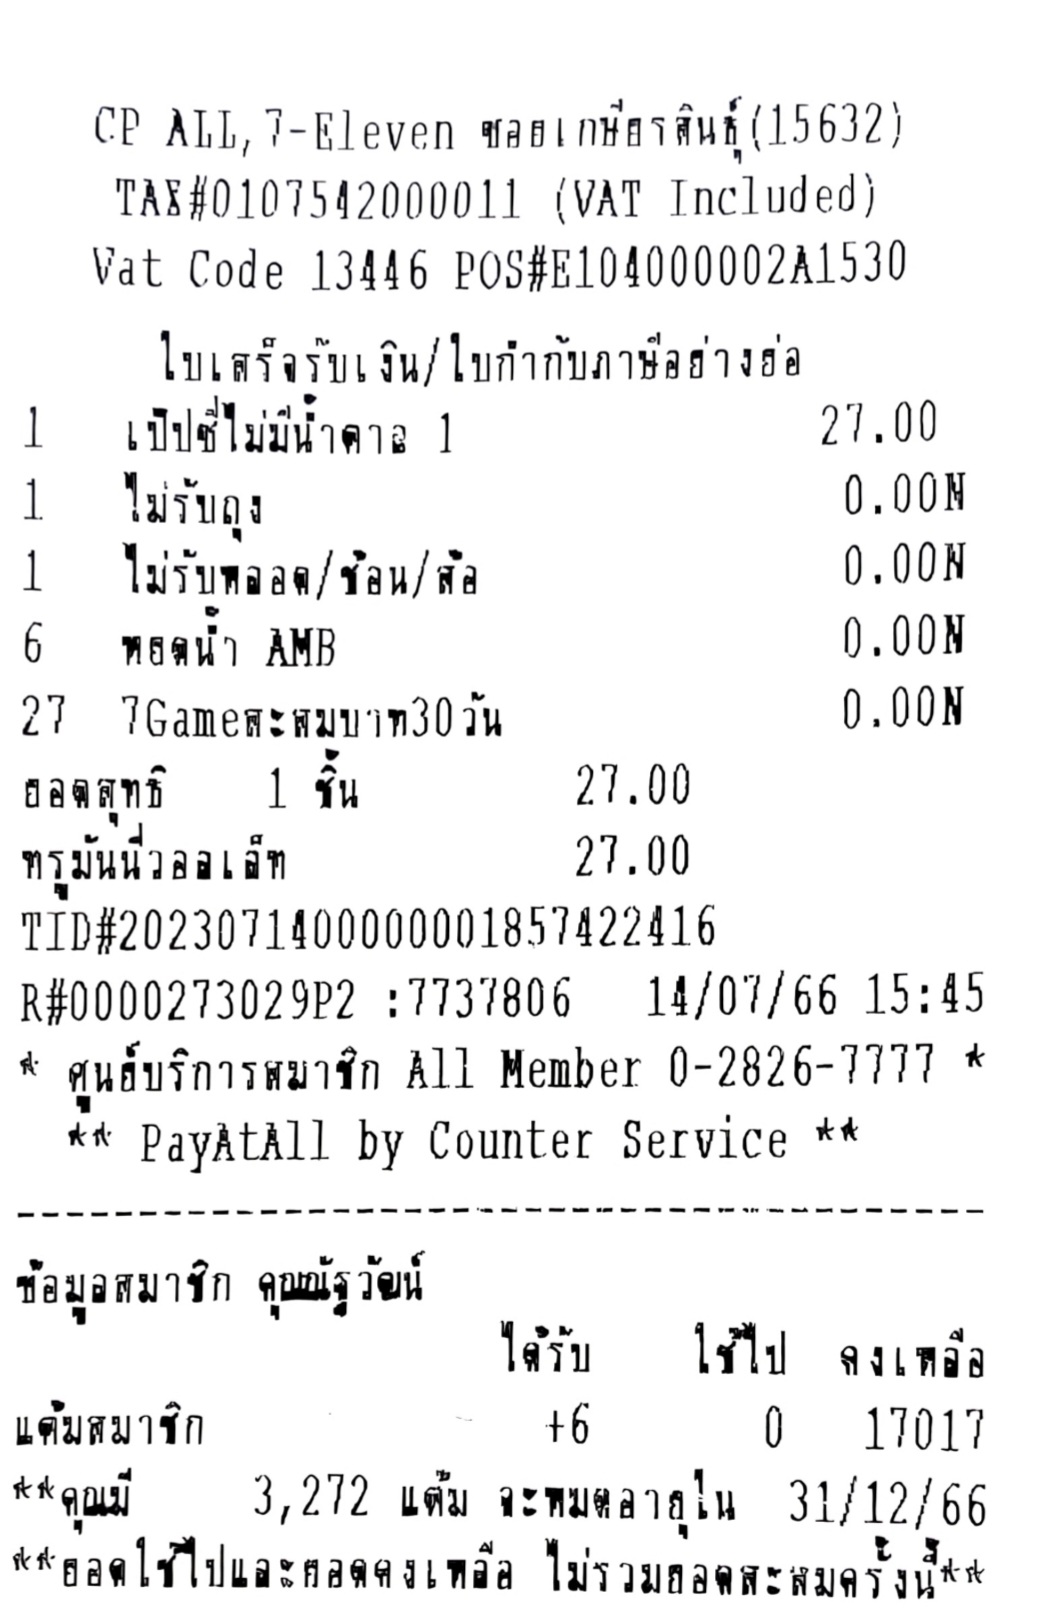 CP ALL, 7-Eleven ซอยเกษียรสินธุ์(15632)
TAX#0107542000011 (VAT Included)
Vat Code 13446 POS#E104000002A1530
ใบเสร็จรับเงิน/ใบกำกับภาษีอย่างย่อ
1 เป๊ปซี่ไม่มีน้ำตาล 1 27.00
1 ไม่รับถุง 0.00N
1 ไม่รับหลอด/ช้อน/ส้อ 0.00N
6 หยดน้ำ AMB 0.00N
27 7Gameสะสมบาท30วัน 0.00N
ยอดสุทธิ 1 ชิ้น 27.00
ทรูมันนี่วอลเล็ท 27.00
TID#20230714000000001857422416
R#0000273029P2 :7737806 14/07/66 15:45
* ศูนย์บริการสมาชิก All Member 0-2826-7777 *
** PayAtAll by Counter Service **
ข้อมูลสมาชิก คุณณัฐวัฒน์
ได้รับ ใช้ไป คงเหลือ
แต้มสมาชิก +6 0 17017
**คุณมี 3,272 แต้ม จะหมดอายุใน 31/12/66
**ยอดใช้ไปและยอดคงเหลือ ไม่รวมยอดสะสมครั้งนี้**